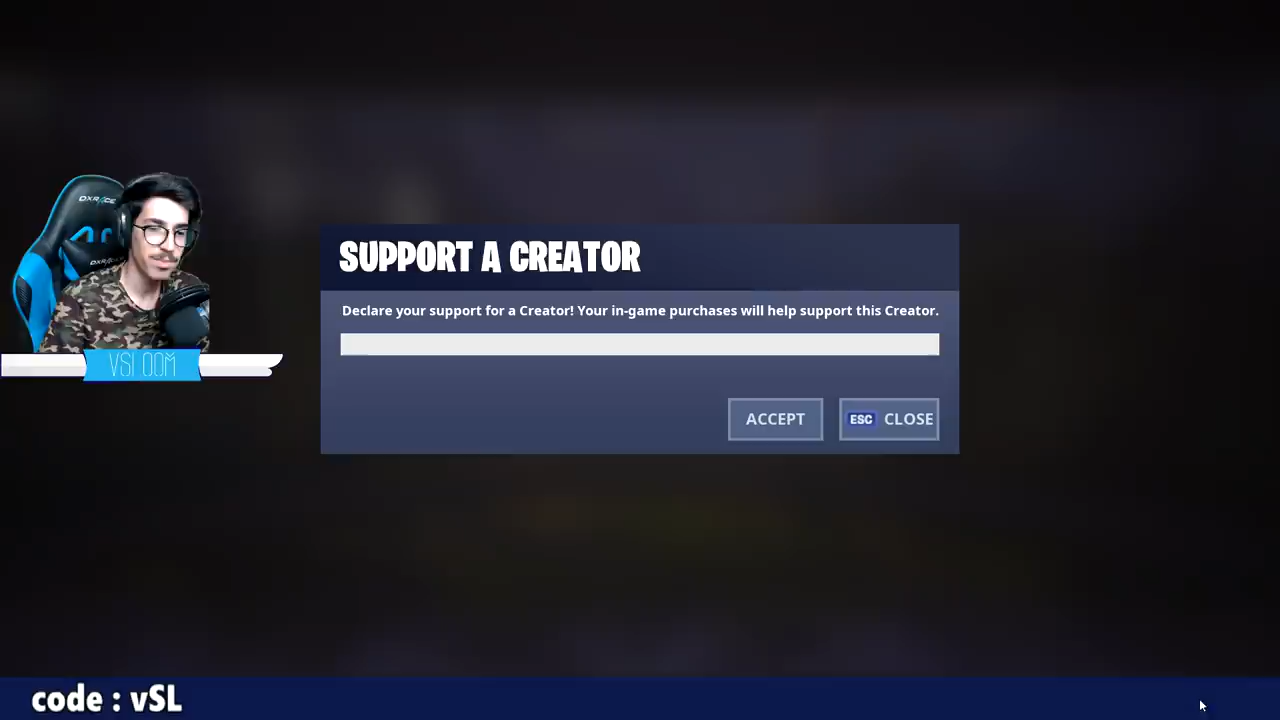 SUPPORT A CREATOR
Declare your support for a Creator! Your in-game purchases will help support this Creator.
ACCEPT
ESC CLOSE
DXRACER
VSLOOM
code : vSL